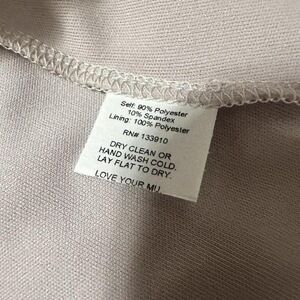 Self: 90% Polyester
10% Spandex
Lining: 100% Polyester
RN# 133910
DRY CLEAN OR
HAND WASH COLD.
LAY FLAT TO DRY.
LOVE YOUR MU